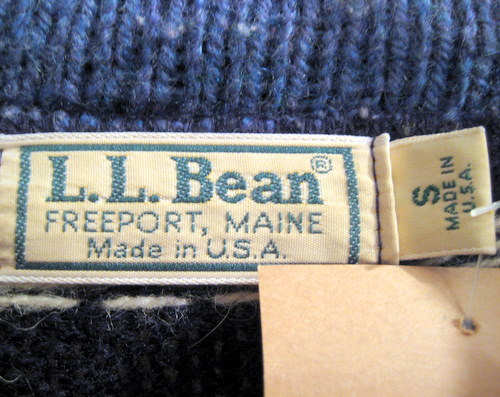 L.L. Bean®
FREEPORT, MAINE
Made in U.S.A.
S
MADE IN
U.S.A.